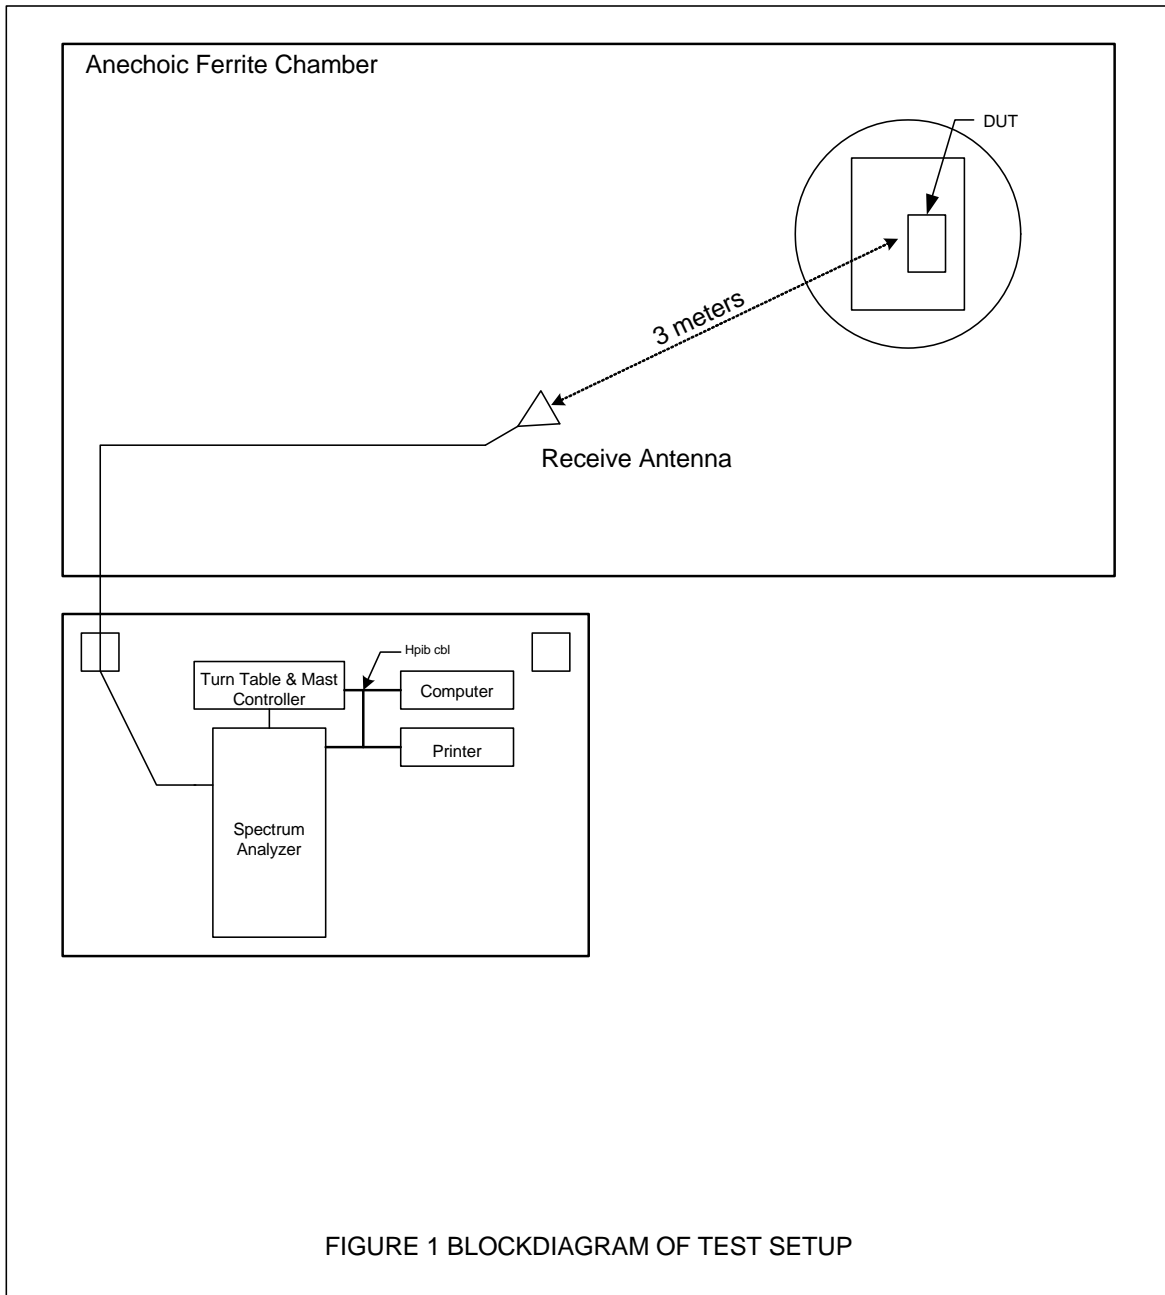 Anechoic Ferrite Chamber
DUT
3 meters
Receive Antenna
Hpib cbl
Turn Table & Mast
Controller
Computer
Printer
Spectrum
Analyzer
FIGURE 1 BLOCKDIAGRAM OF TEST SETUP